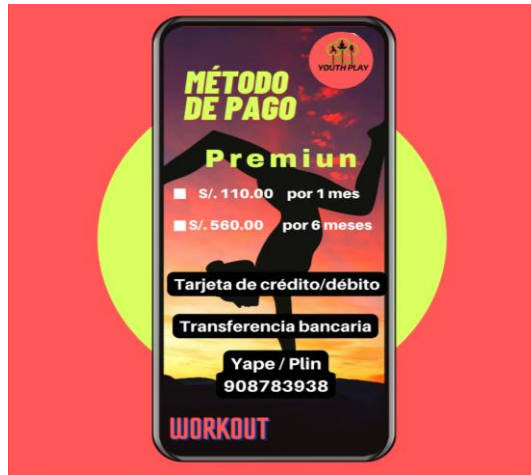 YOUTH PLAY
MÉTODO
DE PAGO
Premiun
S/. 110.00 por 1 mes
S/. 560.00 por 6 meses
Tarjeta de crédito/débito
Transferencia bancaria
Yape / Plin
908783938
WORKOUT